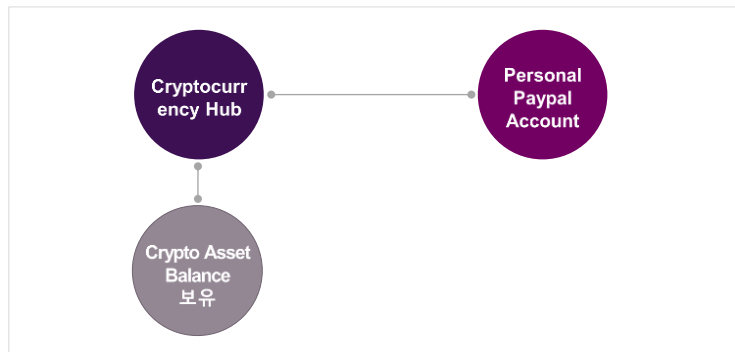 Cryptocurr
ency Hub
Personal
Paypal
Account
Crypto Asset
Balance
보유